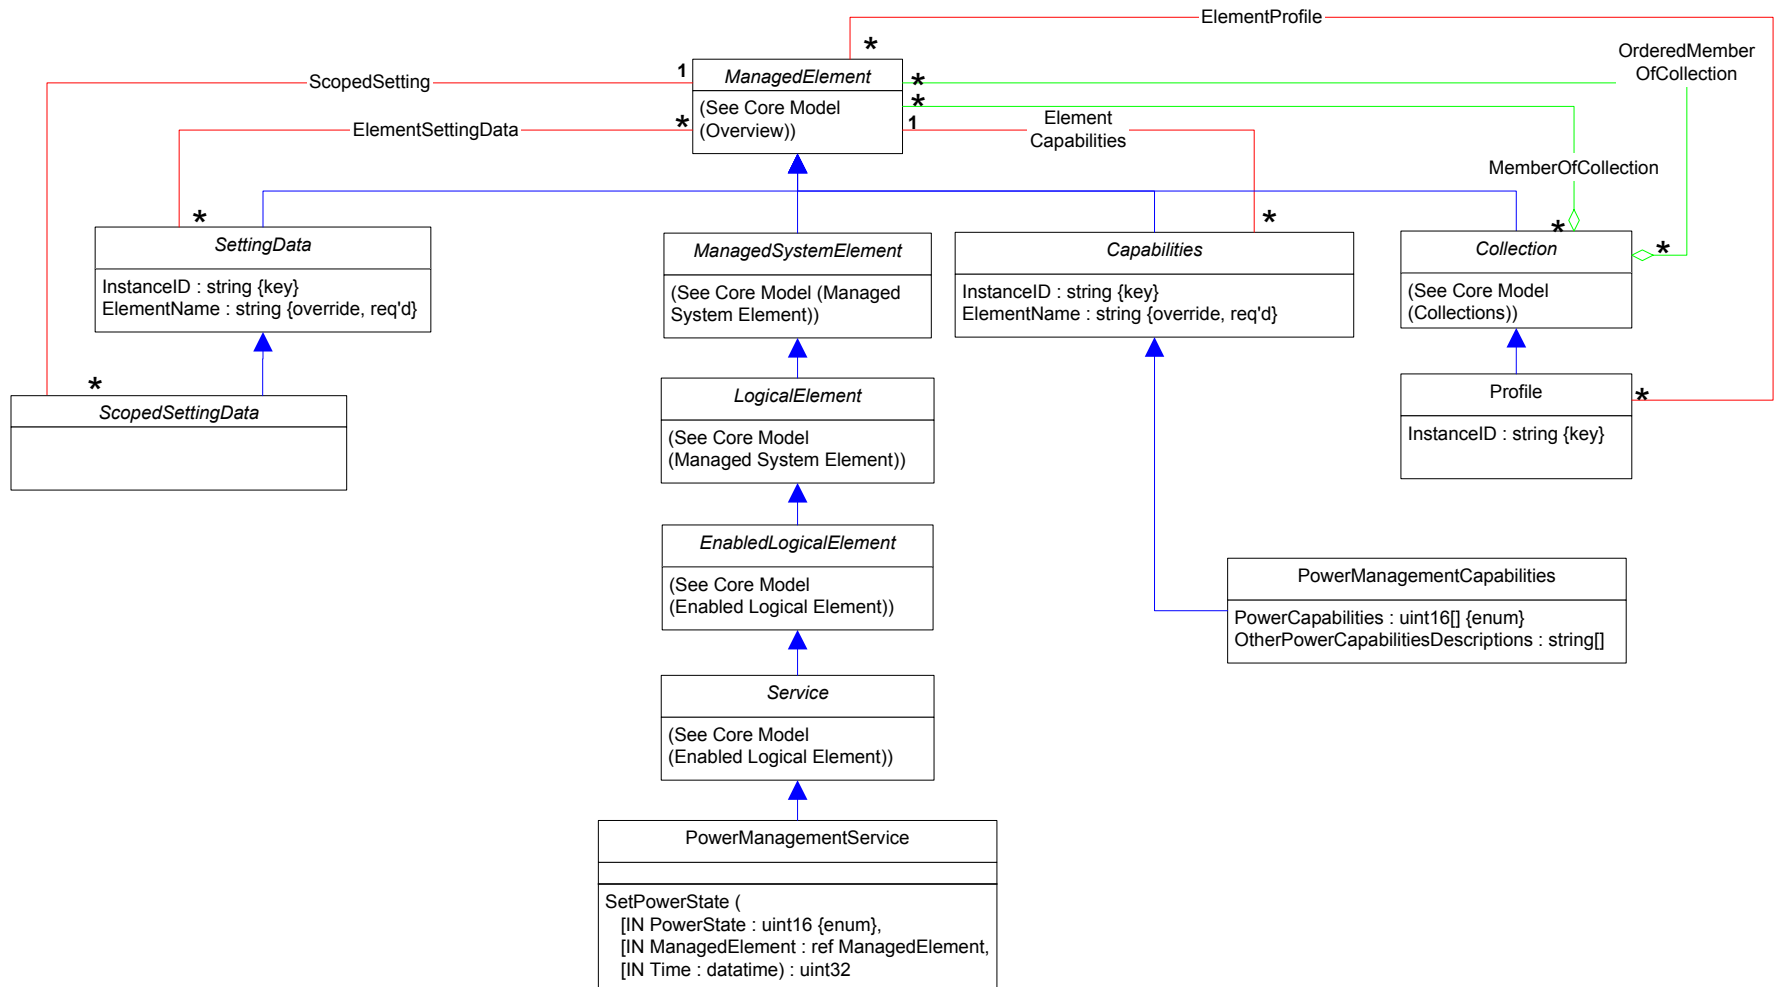 ElementProfile
*
OrderedMember
OfCollection
ScopedSetting
1
ManagedElement
*
(See Core Model
(Overview))
*
ElementSettingData
*
1
Element
Capabilities
MemberOfCollection
*
SettingData
InstanceID : string {key}
ElementName : string {override, req'd}
ManagedSystemElement
(See Core Model (Managed
System Element))
*
Capabilities
InstanceID : string {key}
ElementName : string {override, req'd}
*
Collection
*
(See Core Model
(Collections))
*
ScopedSettingData
LogicalElement
(See Core Model
(Managed System Element))
Profile
*
InstanceID : string {key}
EnabledLogicalElement
(See Core Model
(Enabled Logical Element))
PowerManagementCapabilities
PowerCapabilities : uint16[] {enum}
OtherPowerCapabilitiesDescriptions : string[]
Service
(See Core Model
(Enabled Logical Element))
PowerManagementService
SetPowerState (
[IN PowerState : uint16 {enum},
[IN ManagedElement : ref ManagedElement,
[IN Time : datatime) : uint32